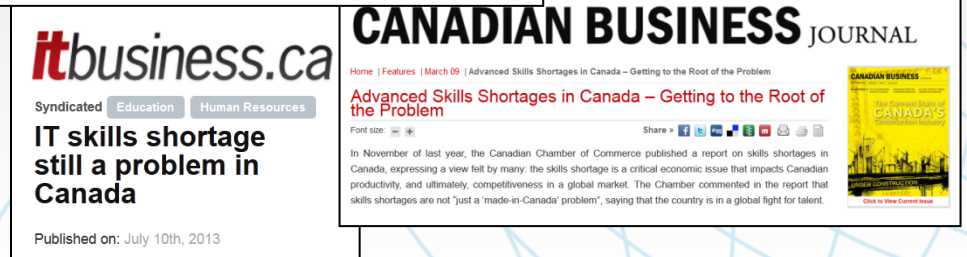 itbusiness.ca
Syndicated Education Human Resources
IT skills shortage
still a problem in
Canada
Published on: July 10th, 2013
CANADIAN BUSINESS JOURNAL
Home | Features | March 09 | Advanced Skills Shortages in Canada – Getting to the Root of the Problem
Advanced Skills Shortages in Canada – Getting to the Root of
the Problem
Font size: - +
Share »
In November of last year, the Canadian Chamber of Commerce published a report on skills shortages in
Canada, expressing a view felt by many: the skills shortage is a critical economic issue that impacts Canadian
productivity, and ultimately, competitiveness in a global market. The Chamber commented in the report that
skills shortages are not "just a 'made-in-Canada' problem", saying that the country is in a global fight for talent.
CANADIAN BUSINESS
The Current State of
CANADA'S
Construction Industry
UNDER CONSTRUCTION
Click to View Current Issue